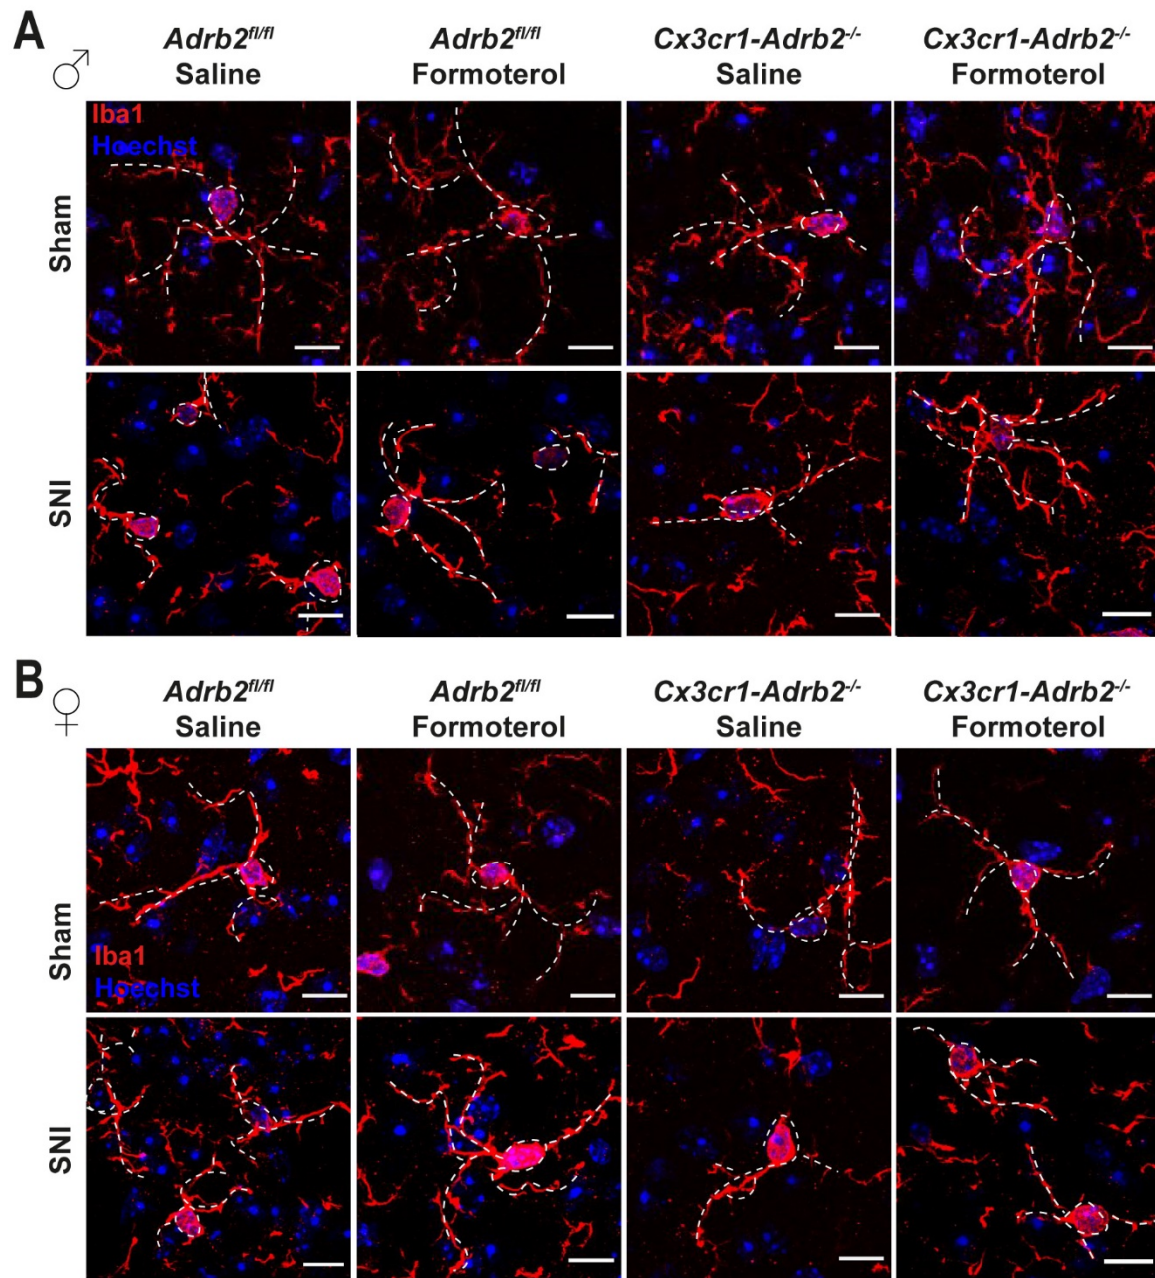 A
♂
Adrb2fl/fl
Saline
Adrb2fl/fl
Formoterol
Cx3cr1-Adrb2-/-
Saline
Cx3cr1-Adrb2-/-
Formoterol
Sham
Iba1
Hoechst
SNI
B
♀
Adrb2fl/fl
Saline
Adrb2fl/fl
Formoterol
Cx3cr1-Adrb2-/-
Saline
Cx3cr1-Adrb2-/-
Formoterol
Sham
Iba1
Hoechst
SNI